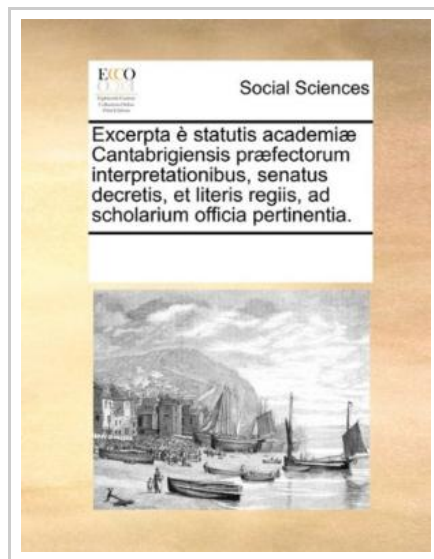 ECCO
Social Sciences
Excerpta è statutis academiæ
Cantabrigiensis præfectorum
interpretationibus, senatus
decretis, et literis regiis, ad
scholarium officia pertinentia.